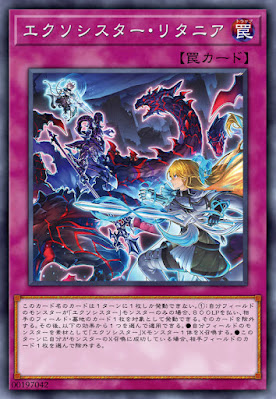 エクソシスター・リタニア
罠
トラップ
【罠カード】
このカード名のカードは1ターンに1枚しか発動できない。①:自分フィールド
のモンスターが「エクソシスター」モンスターのみの場合、800LPを払い、相
手のフィールド・墓地のカード1枚を対象として発動できる。そのカードを除外
する。その後、以下の効果から1つを選んで適用できる。●自分フィールドのモ
ンスターを素材として「エクソシスター」Xモンスター1体をX召喚する。●この
ターンに自分がモンスターのX召喚に成功している場合、相手フィールドのカ
ード1枚を選んで除外する。
00197042